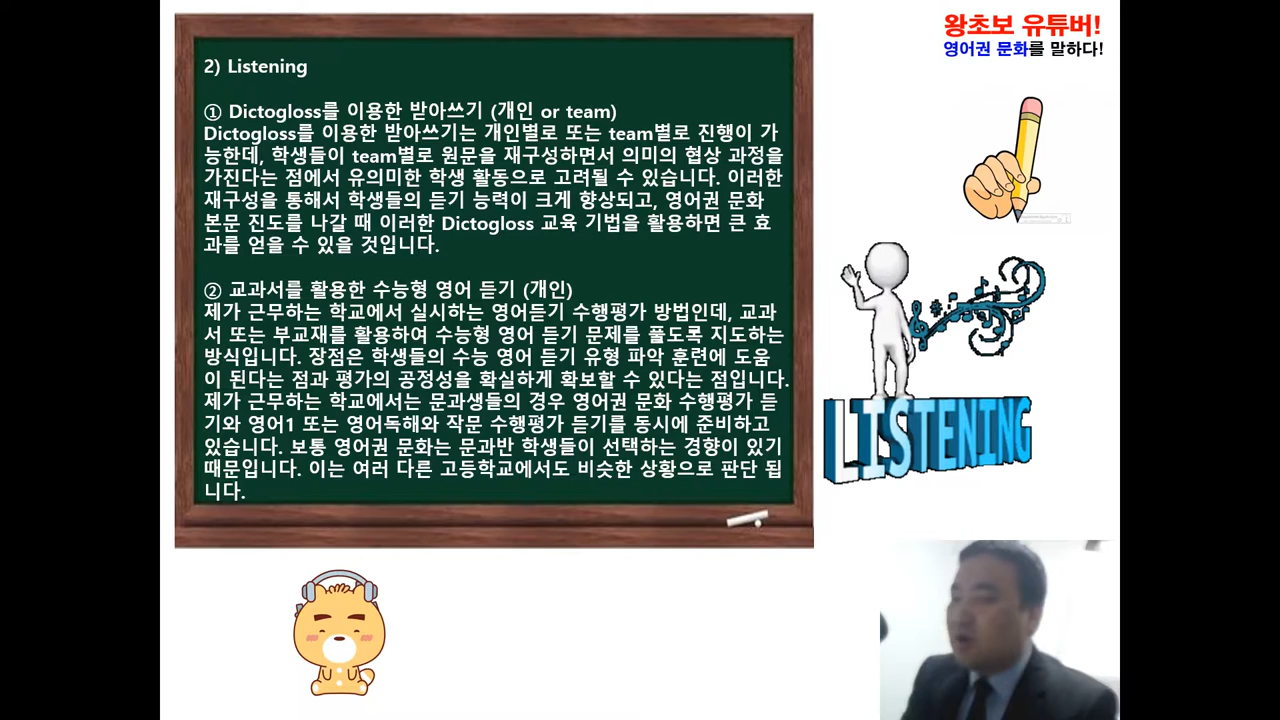 왕초보 유튜버!
영어권 문화를 말하다!
2) Listening
① Dictogloss를 이용한 받아쓰기 (개인 or team)
Dictogloss를 이용한 받아쓰기는 개인별로 또는 team별로 진행이 가
능한데, 학생들이 team별로 원문을 재구성하면서 의미의 협상 과정을
가진다는 점에서 유의미한 학생 활동으로 고려될 수 있습니다. 이러한
재구성을 통해서 학생들의 듣기 능력이 크게 향상되고, 영어권 문화
본문 진도를 나갈 때 이러한 Dictogloss 교육 기법을 활용하면 큰 효
과를 얻을 수 있을 것입니다.
② 교과서를 활용한 수능형 영어 듣기 (개인)
제가 근무하는 학교에서 실시하는 영어듣기 수행평가 방법인데, 교과
서 또는 부교재를 활용하여 수능형 영어 듣기 문제를 풀도록 지도하는
방식입니다. 장점은 학생들의 수능 영어 듣기 유형 파악 훈련에 도움
이 된다는 점과 평가의 공정성을 확실하게 확보할 수 있다는 점입니다.
제가 근무하는 학교에서는 문과생들의 경우 영어권 문화 수행평가 듣
기와 영어1 또는 영어독해와 작문 수행평가 듣기를 동시에 준비하고
있습니다. 보통 영어권 문화는 문과반 학생들이 선택하는 경향이 있기
때문입니다. 이는 여러 다른 고등학교에서도 비슷한 상황으로 판단 됩
니다.
LISTENING